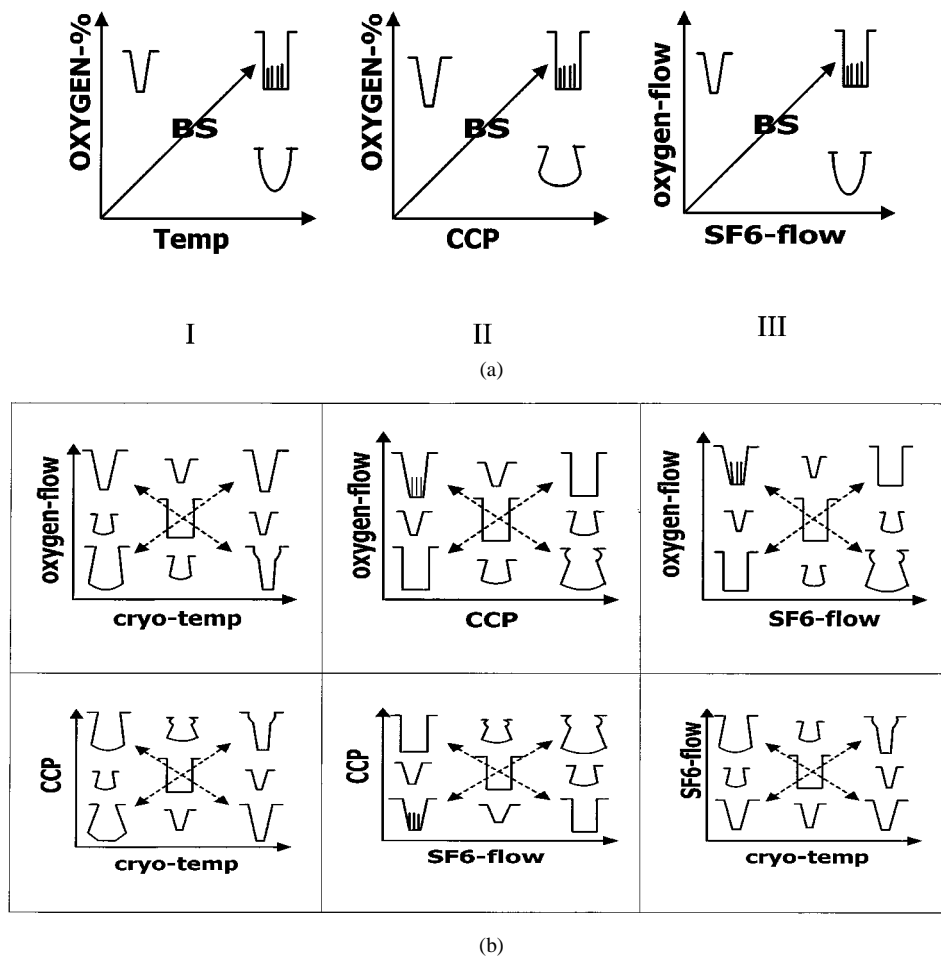 OXYGEN-%
BS
Temp
OXYGEN-%
BS
CCP
oxygen-flow
BS
SF6-flow
I
II
III
(a)
oxygen-flow
cryo-temp
oxygen-flow
CCP
oxygen-flow
SF6-flow
CCP
cryo-temp
CCP
SF6-flow
SF6-flow
cryo-temp
(b)